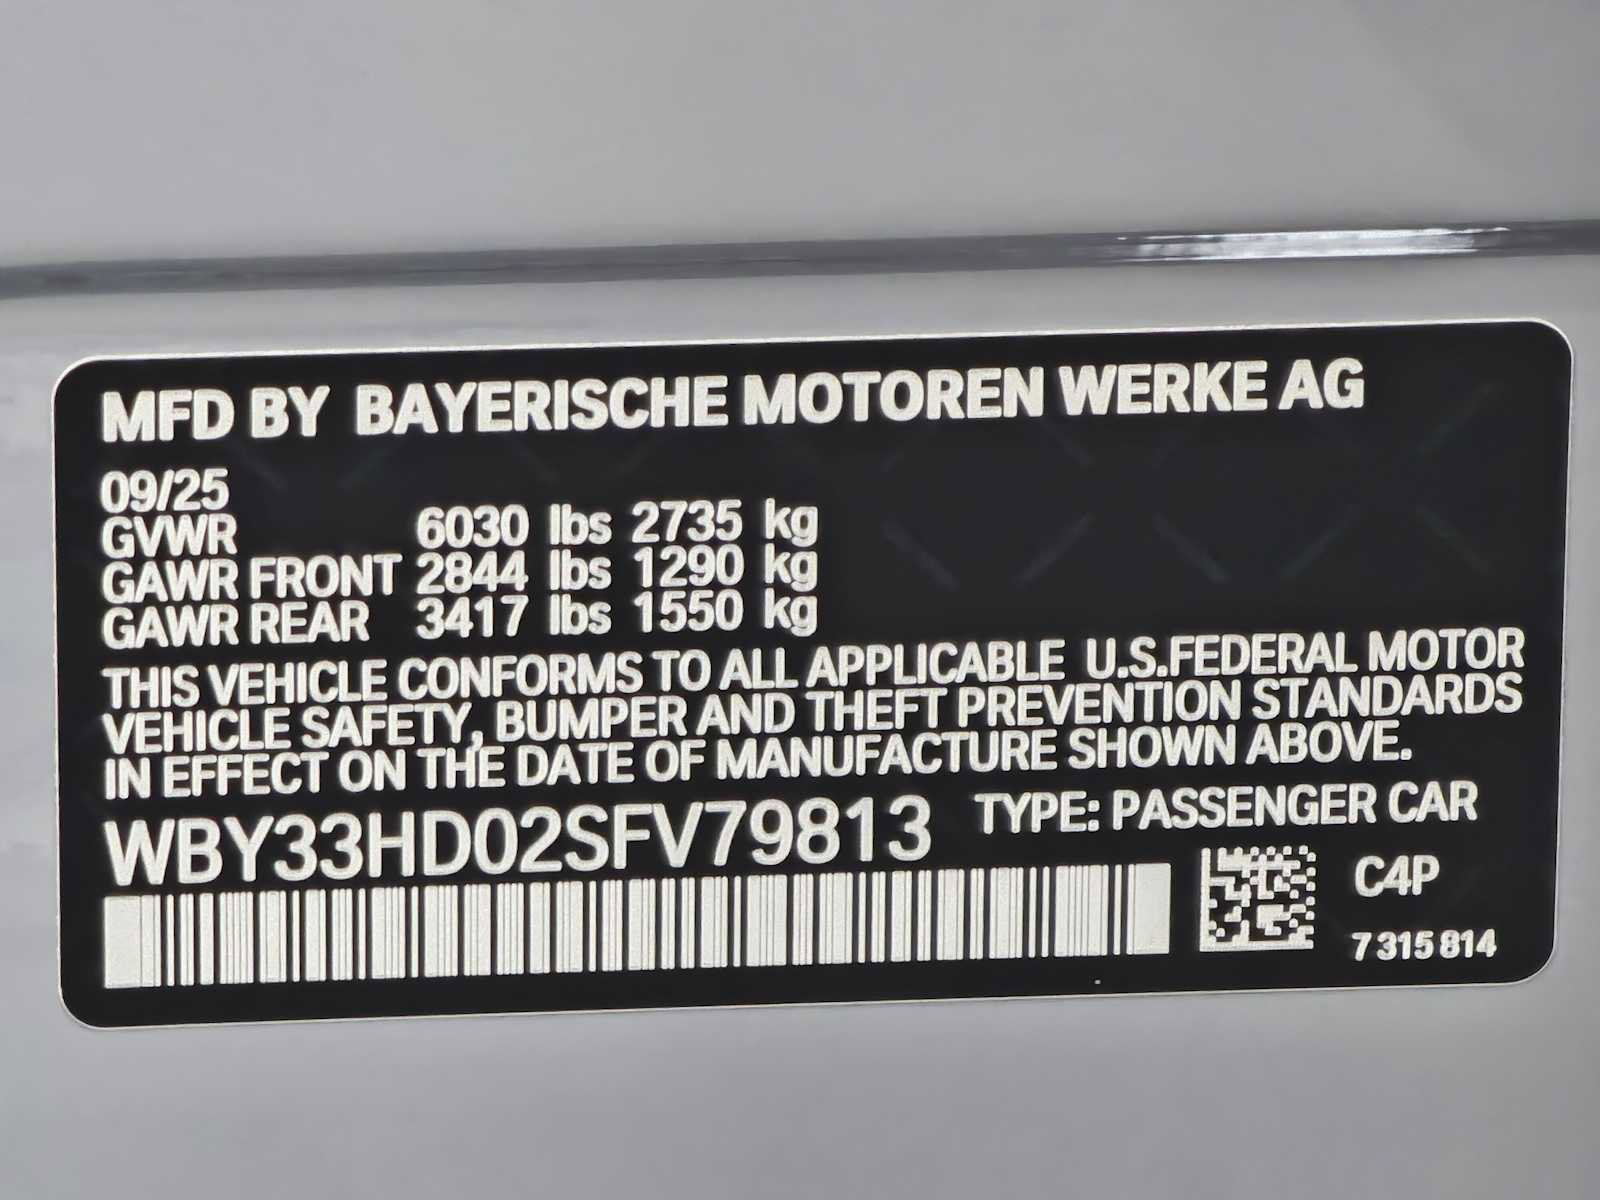 MFD BY BAYERISCHE MOTOREN WERKE AG
09/25
GVWR 6030 lbs 2735 kg
GAWR FRONT 2844 lbs 1290 kg
GAWR REAR 3417 lbs 1550 kg
THIS VEHICLE CONFORMS TO ALL APPLICABLE U.S.FEDERAL MOTOR
VEHICLE SAFETY, BUMPER AND THEFT PREVENTION STANDARDS
IN EFFECT ON THE DATE OF MANUFACTURE SHOWN ABOVE.
WBY33HD02SFV79813 TYPE: PASSENGER CAR
C4P
7 315 814